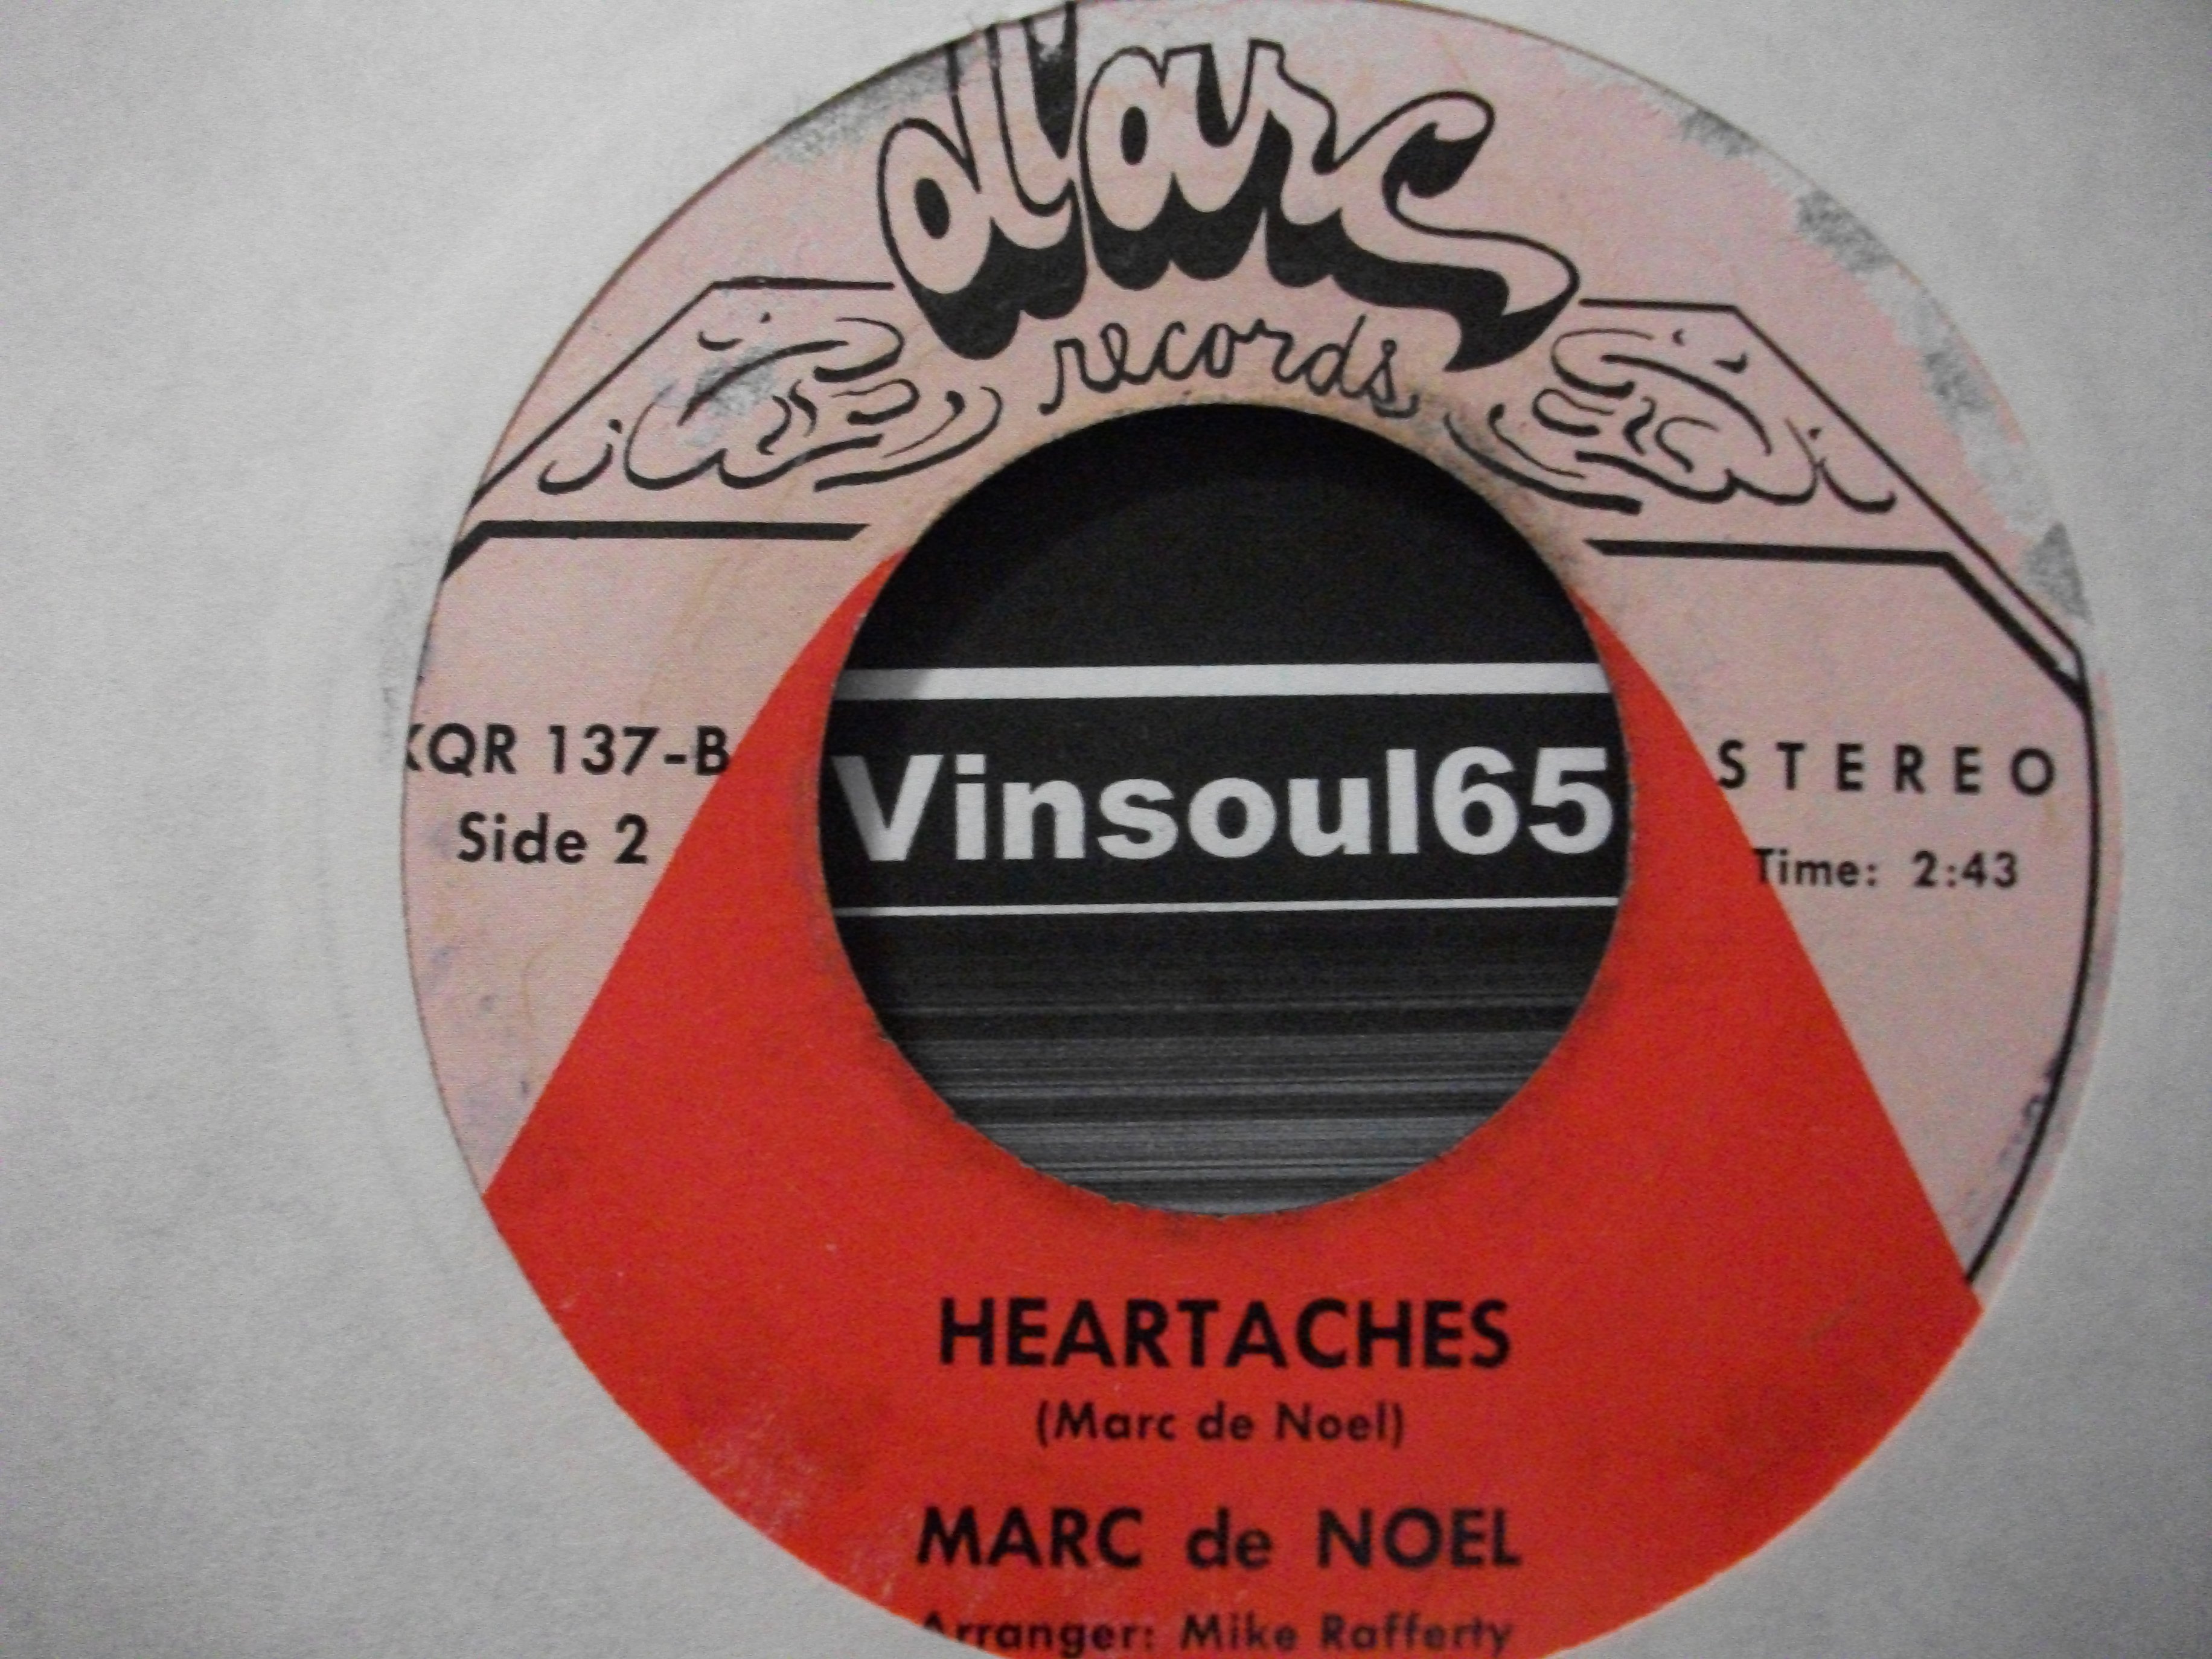 d'arc
records
KQR 137-B
Side 2
STEREO
Time: 2:43
Vinsoul65
HEARTACHES
(Marc de Noel)
MARC de NOEL
Arranger: Mike Rafferty